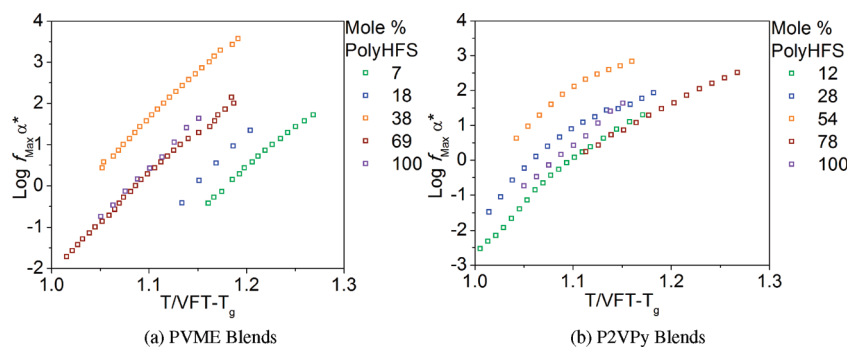 Mole %
PolyHFS
7
18
38
69
100
4
3
2
1
0
-1
-2
Log f_Max α*
1.0 1.1 1.2 1.3
T/VFT-T_g
(a) PVME Blends
Mole %
PolyHFS
12
28
54
78
100
4
3
2
1
0
-1
-2
-3
Log f_Max α*
1.0 1.1 1.2 1.3
T/VFT-T_g
(b) P2VPy Blends